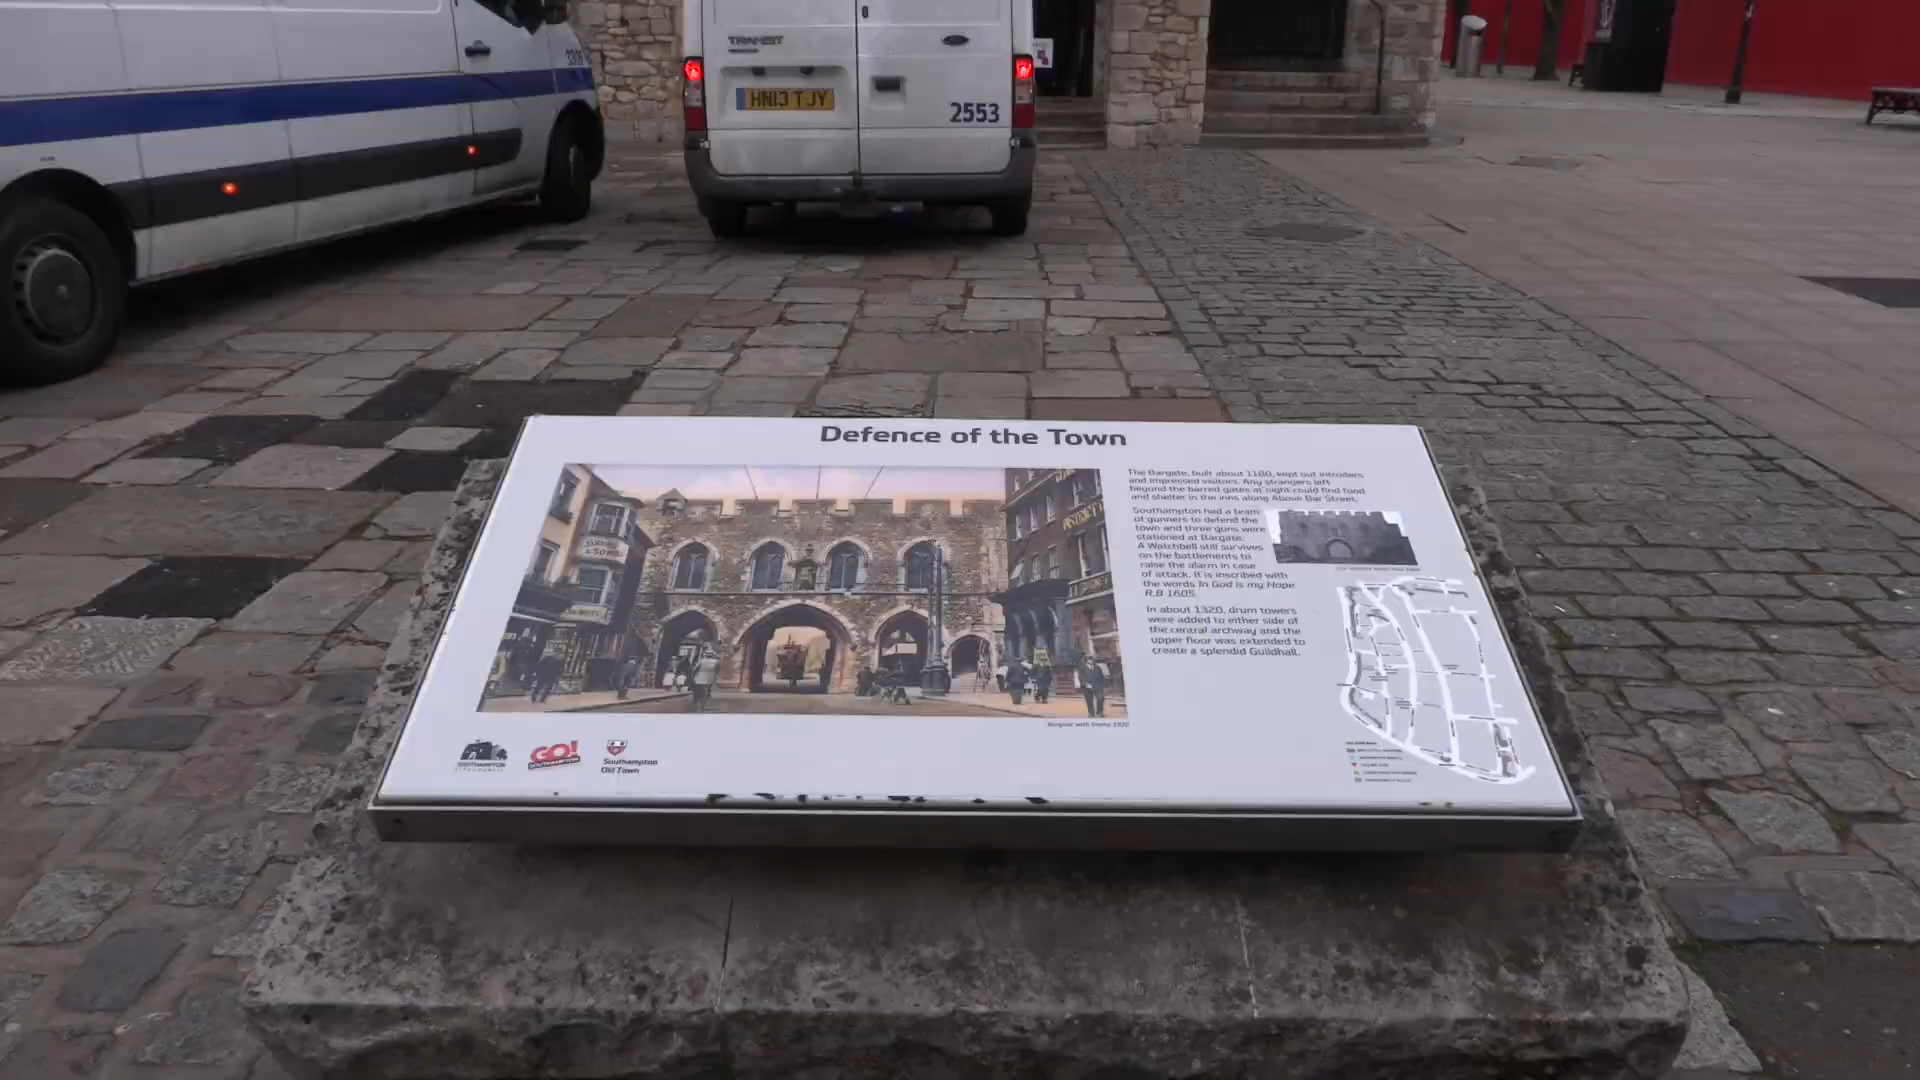 TRANSIT
HN13 TJY
2553
Defence of the Town
The Bargate, built about 1180, kept out intruders
and impressed visitors. Any strangers left
beyond the barred gates at night could find food
and shelter in the inns along Above Bar Street.
Southampton had a team
of gunners to defend the
town and three guns were
stationed at Bargate.
A Watchbell still survives
on the battlements to
raise the alarm in case
of attack. It is inscribed with
the words In God is my Hope
R.B 1605.
In about 1320, drum towers
were added to either side of
the central archway and the
upper floor was extended to
create a splendid Guildhall.
SOUTHAMPTON
CITY COUNCIL
GO!
SOUTHAMPTON
Southampton
Old Town